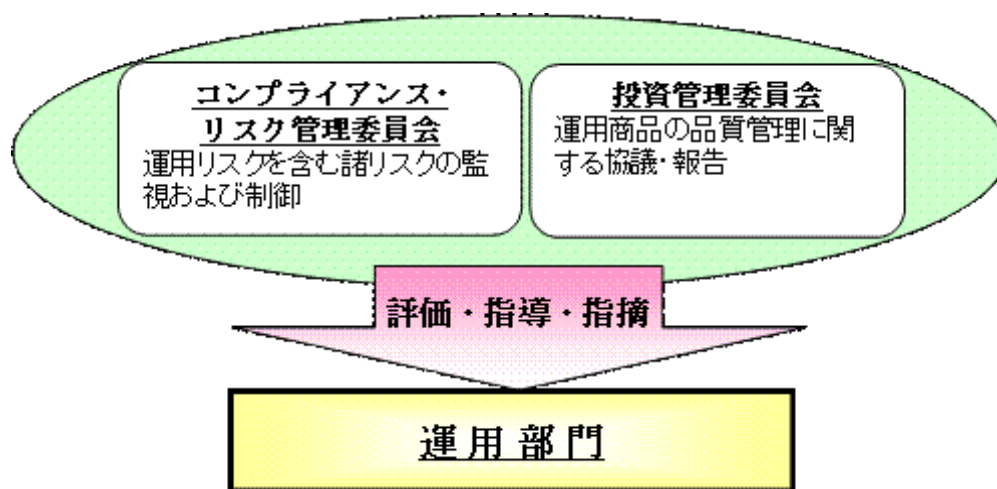 コンプライアンス・
リスク管理委員会
運用リスクを含む諸リスクの監
視および制御
投資管理委員会
運用商品の品質管理に関
する協議・報告
評価・指導・指摘
運用部門